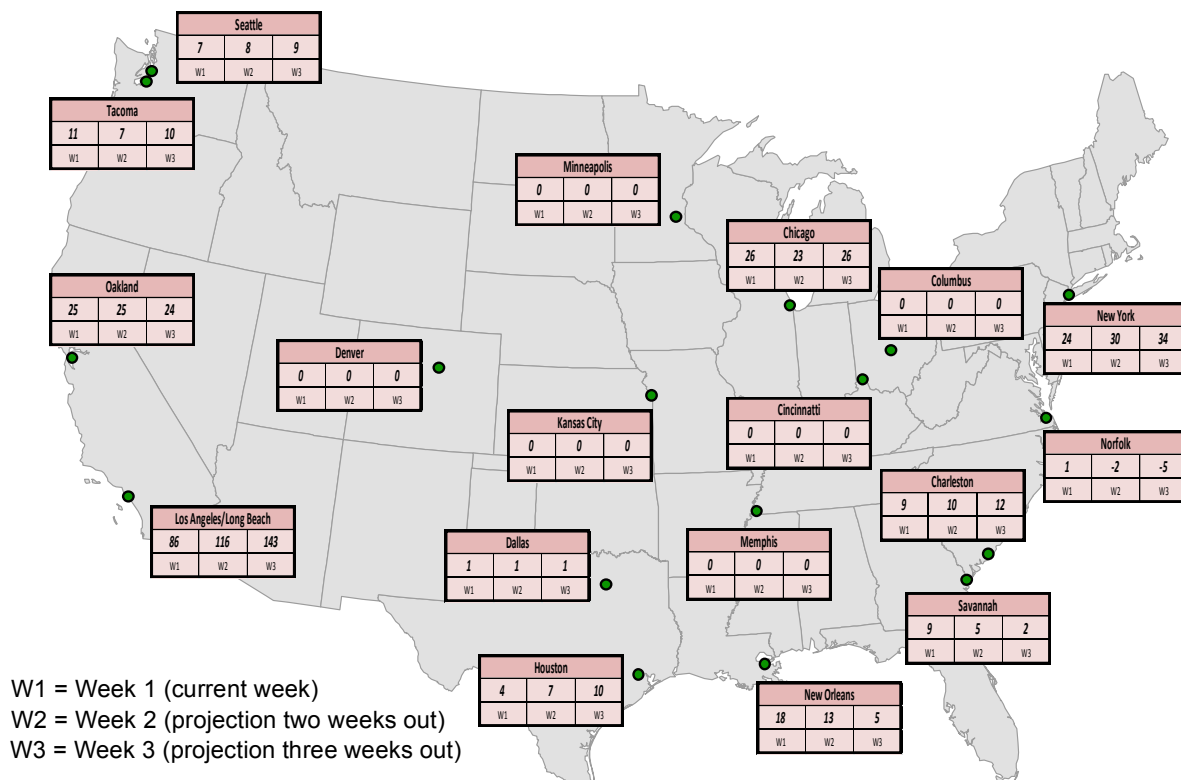 Seattle
7 8 9
W1 W2 W3
Tacoma
11 7 10
W1 W2 W3
Minneapolis
0 0 0
W1 W2 W3
Chicago
26 23 26
W1 W2 W3
Columbus
0 0 0
W1 W2 W3
Oakland
25 25 24
W1 W2 W3
New York
24 30 34
W1 W2 W3
Denver
0 0 0
W1 W2 W3
Kansas City
0 0 0
W1 W2 W3
Cincinnatti
0 0 0
W1 W2 W3
Norfolk
1 -2 -5
W1 W2 W3
Charleston
9 10 12
W1 W2 W3
Los Angeles/Long Beach
86 116 143
W1 W2 W3
Dallas
1 1 1
W1 W2 W3
Memphis
0 0 0
W1 W2 W3
Savannah
9 5 2
W1 W2 W3
Houston
4 7 10
W1 W2 W3
New Orleans
18 13 5
W1 W2 W3
W1 = Week 1 (current week)
W2 = Week 2 (projection two weeks out)
W3 = Week 3 (projection three weeks out)